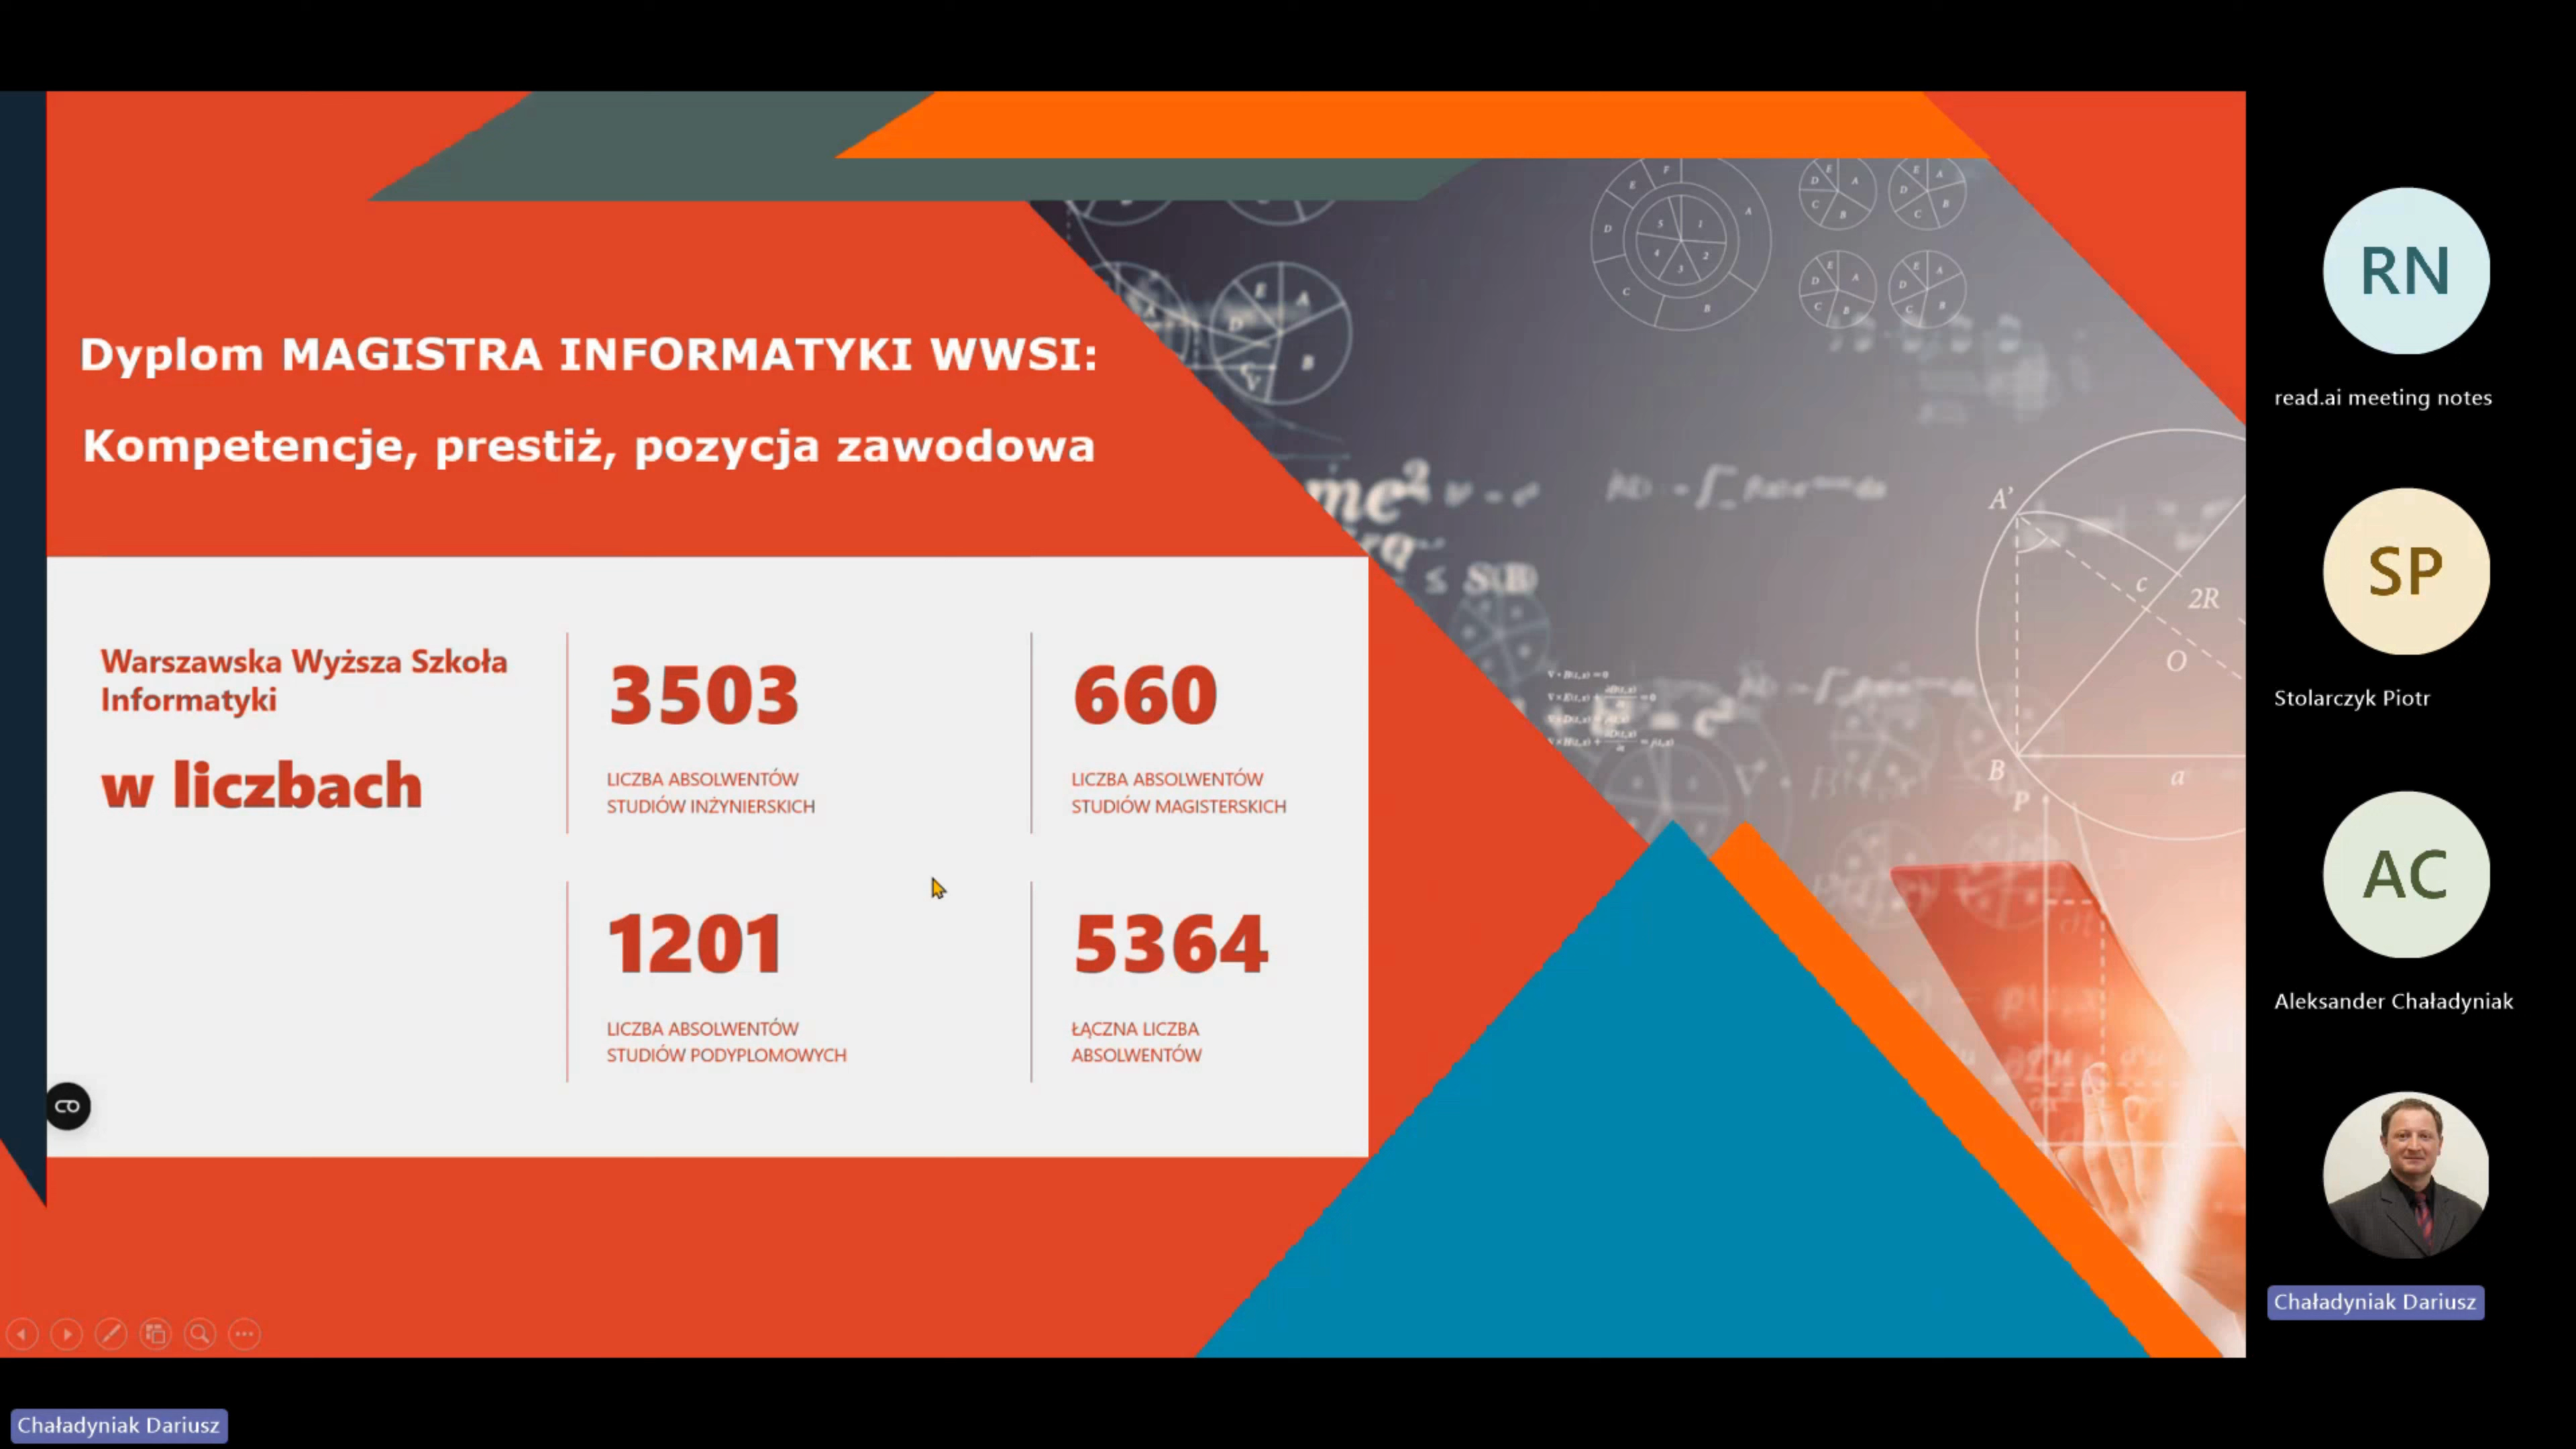 Dyplom MAGISTRA INFORMATYKI WWSI:
Kompetencje, prestiż, pozycja zawodowa
Warszawska Wyższa Szkoła
Informatyki
w liczbach
3503
LICZBA ABSOLWENTÓW
STUDIÓW INŻYNIERSKICH
660
LICZBA ABSOLWENTÓW
STUDIÓW MAGISTERSKICH
1201
LICZBA ABSOLWENTÓW
STUDIÓW PODYPLOMOWYCH
5364
ŁĄCZNA LICZBA
ABSOLWENTÓW
mc²
A'
c
2R
O
B
a
P
RN
read.ai meeting notes
SP
Stolarczyk Piotr
AC
Aleksander Chaładyniak
Chaładyniak Dariusz
Chaładyniak Dariusz